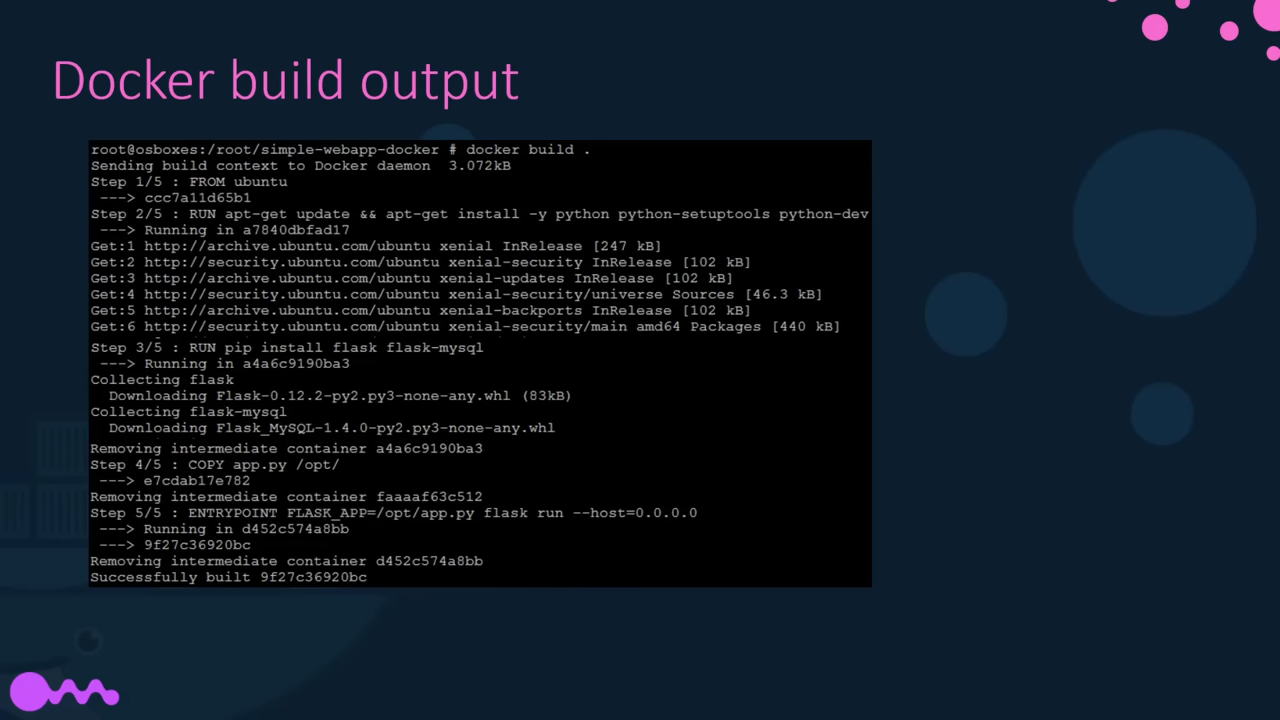 Docker build output
root@osboxes:/root/simple-webapp-docker # docker build .
Sending build context to Docker daemon  3.072kB
Step 1/5 : FROM ubuntu
 ---> ccc7a11d65b1
Step 2/5 : RUN apt-get update && apt-get install -y python python-setuptools python-dev
 ---> Running in a7840dbfad17
Get:1 http://archive.ubuntu.com/ubuntu xenial InRelease [247 kB]
Get:2 http://security.ubuntu.com/ubuntu xenial-security InRelease [102 kB]
Get:3 http://archive.ubuntu.com/ubuntu xenial-updates InRelease [102 kB]
Get:4 http://security.ubuntu.com/ubuntu xenial-security/universe Sources [46.3 kB]
Get:5 http://archive.ubuntu.com/ubuntu xenial-backports InRelease [102 kB]
Get:6 http://security.ubuntu.com/ubuntu xenial-security/main amd64 Packages [440 kB]
Step 3/5 : RUN pip install flask flask-mysql
 ---> Running in a4a6c9190ba3
Collecting flask
  Downloading Flask-0.12.2-py2.py3-none-any.whl (83kB)
Collecting flask-mysql
  Downloading Flask_MySQL-1.4.0-py2.py3-none-any.whl
Removing intermediate container a4a6c9190ba3
Step 4/5 : COPY app.py /opt/
 ---> e7cdab17e782
Removing intermediate container faaaaf63c512
Step 5/5 : ENTRYPOINT FLASK_APP=/opt/app.py flask run --host=0.0.0.0
 ---> Running in d452c574a8bb
 ---> 9f27c36920bc
Removing intermediate container d452c574a8bb
Successfully built 9f27c36920bc